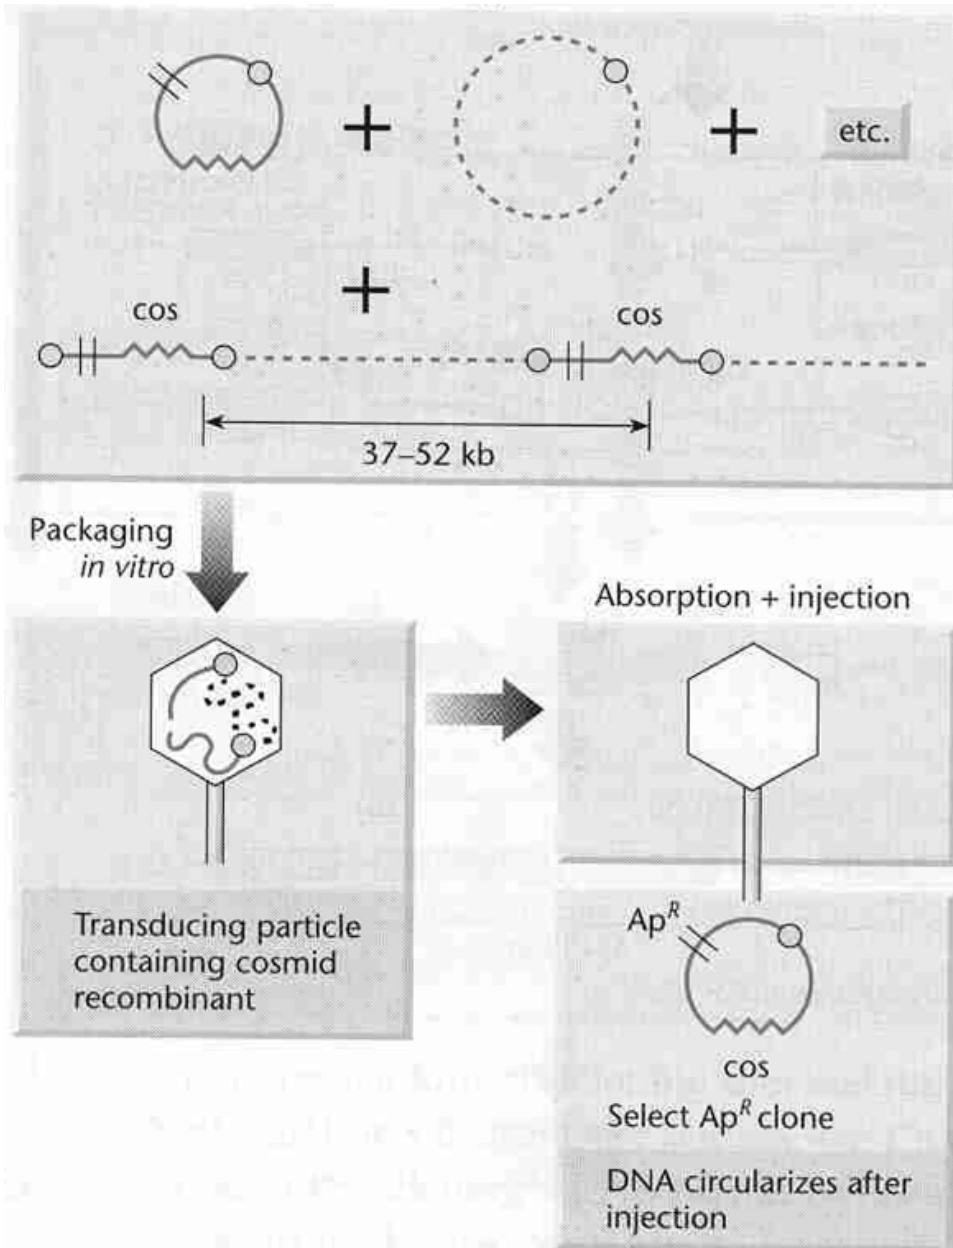 etc.
cos
cos
37–52 kb
Packaging
in vitro
Absorption + injection
Transducing particle
containing cosmid
recombinant
Ap^R
cos
Select Ap^R clone
DNA circularizes after
injection